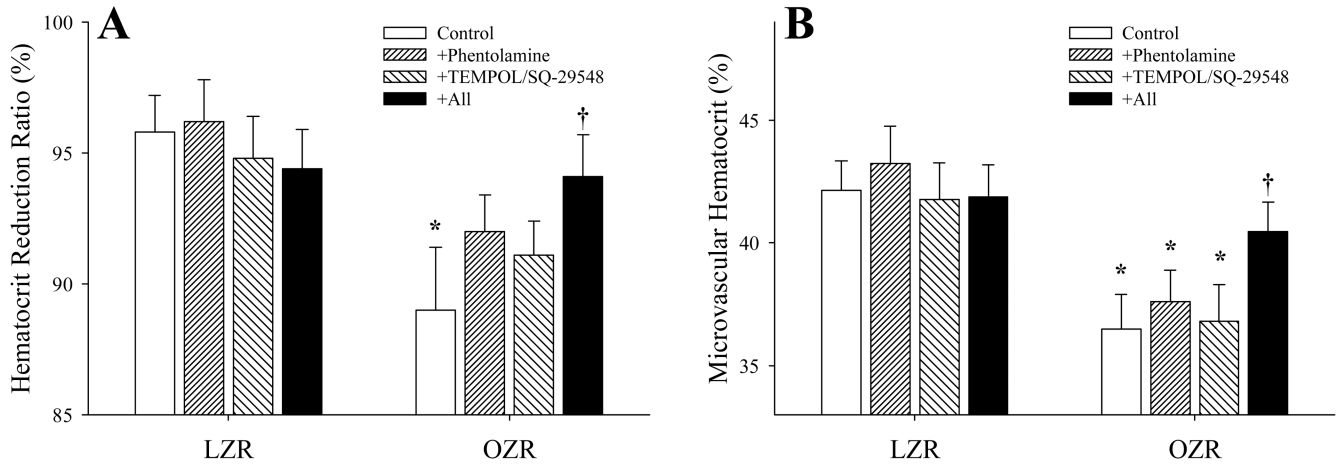 A
Hematocrit Reduction Ratio (%)
100
95
90
85
Control
+Phentolamine
+TEMPOL/SQ-29548
+All
*
†
LZR
OZR
B
Microvascular Hematocrit (%)
45
40
35
Control
+Phentolamine
+TEMPOL/SQ-29548
+All
*
*
*
†
LZR
OZR